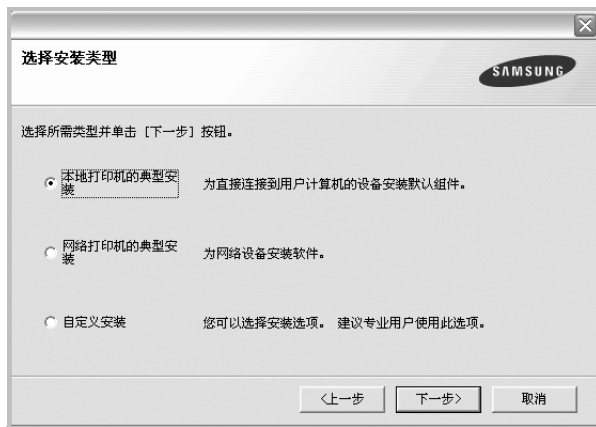 选择安装类型
SAMSUNG
选择所需类型并单击 [下一步] 按钮。
本地打印机的典型安
装
为直接连接到用户计算机的设备安装默认组件。
网络打印机的典型安
装
为网络设备安装软件。
自定义安装
您可以选择安装选项。 建议专业用户使用此选项。
<上一步
下一步>
取消